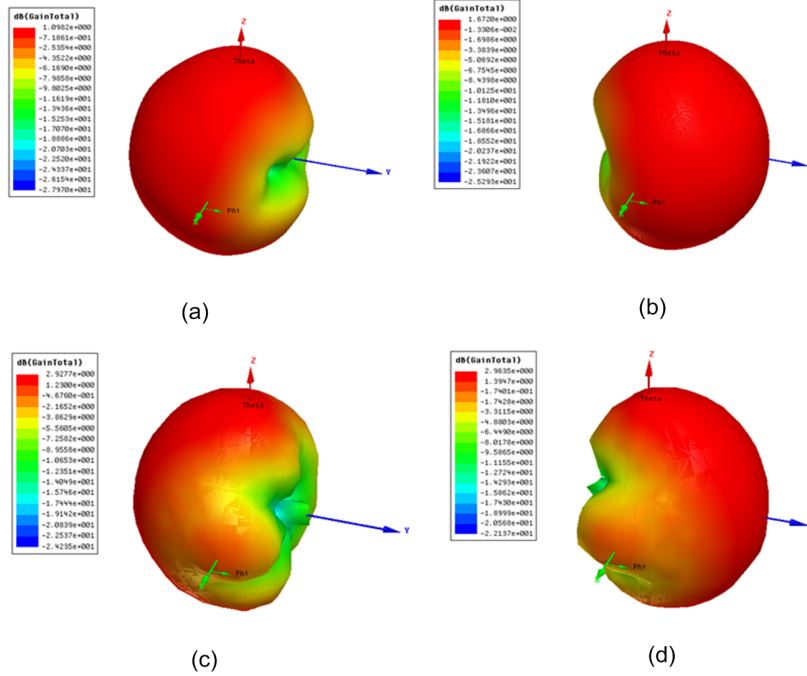 dB(GainTotal)
1.0982e+000
-7.1861e-001
-2.5354e+000
-4.3522e+000
-6.1690e+000
-7.9858e+000
-9.8025e+000
-1.1619e+001
-1.3436e+001
-1.5253e+001
-1.7070e+001
-1.8886e+001
-2.0703e+001
-2.2520e+001
-2.4337e+001
-2.6154e+001
-2.7970e+001
Z
Theta
Y
Phi
X
(a)
dB(GainTotal)
1.6720e+000
-1.3306e-002
-1.6986e+000
-3.3839e+000
-5.0692e+000
-6.7545e+000
-8.4398e+000
-1.0125e+001
-1.1810e+001
-1.3496e+001
-1.5181e+001
-1.6866e+001
-1.8552e+001
-2.0237e+001
-2.1922e+001
-2.3607e+001
-2.5293e+001
Z
Theta
Phi
X
(b)
dB(GainTotal)
2.9277e+000
1.2300e+000
-4.6760e-001
-2.1652e+000
-3.8629e+000
-5.5605e+000
-7.2582e+000
-8.9558e+000
-1.0653e+001
-1.2351e+001
-1.4049e+001
-1.5746e+001
-1.7444e+001
-1.9142e+001
-2.0839e+001
-2.2537e+001
-2.4235e+001
Z
Theta
Y
Phi
X
(c)
dB(GainTotal)
2.9635e+000
1.3947e+000
-1.7401e-001
-1.7428e+000
-3.3115e+000
-4.8803e+000
-6.4490e+000
-8.0178e+000
-9.5865e+000
-1.1155e+001
-1.2724e+001
-1.4293e+001
-1.5862e+001
-1.7430e+001
-1.8999e+001
-2.0568e+001
-2.2137e+001
Z
Theta
Phi
X
(d)